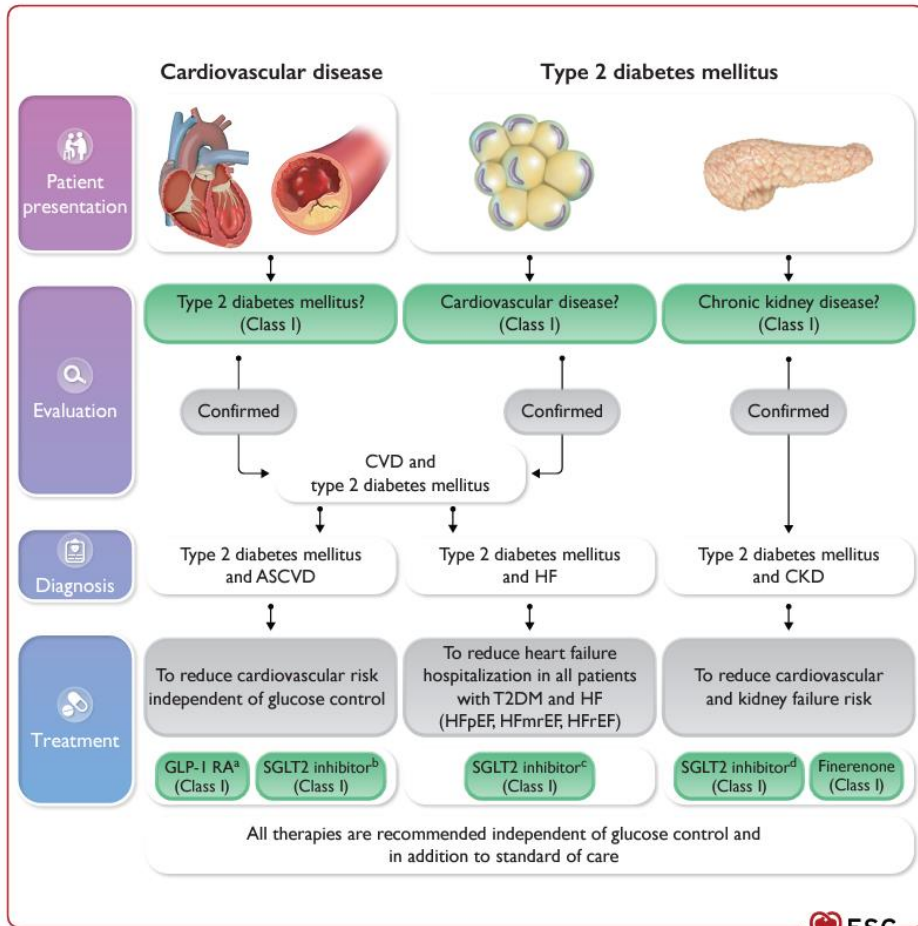 Cardiovascular disease
Type 2 diabetes mellitus
Patient
presentation
Type 2 diabetes mellitus?
(Class I)
Cardiovascular disease?
(Class I)
Chronic kidney disease?
(Class I)
Evaluation
Confirmed
Confirmed
Confirmed
CVD and
type 2 diabetes mellitus
Diagnosis
Type 2 diabetes mellitus
and ASCVD
Type 2 diabetes mellitus
and HF
Type 2 diabetes mellitus
and CKD
Treatment
To reduce cardiovascular risk
independent of glucose control
To reduce heart failure
hospitalization in all patients
with T2DM and HF
(HFpEF, HFmrEF, HFrEF)
To reduce cardiovascular
and kidney failure risk
GLP-1 RAᵃ
(Class I)
SGLT2 inhibitorᵇ
(Class I)
SGLT2 inhibitorᶜ
(Class I)
SGLT2 inhibitorᵈ
(Class I)
Finerenone
(Class I)
All therapies are recommended independent of glucose control and
in addition to standard of care
ESC